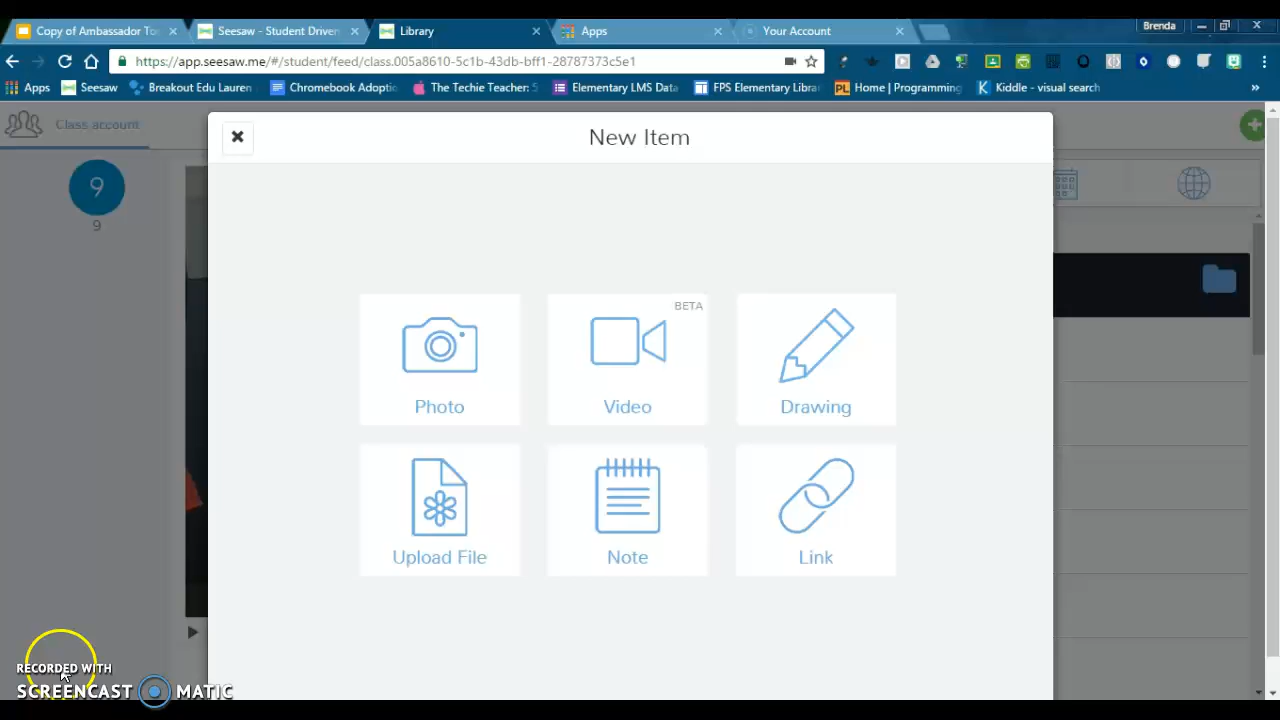 Copy of Ambassador Too
Seesaw - Student Driven
Library
Apps
Your Account
Brenda
https://app.seesaw.me/#/student/feed/class.005a8610-5c1b-43db-bff1-28787373c5e1
Apps
Seesaw
Breakout Edu Lauren
Chromebook Adoptio
The Techie Teacher: S
Elementary LMS Data
FPS Elementary Libra
Home | Programming
Kiddle - visual search
»
Class account
New Item
9
9
BETA
Photo
Video
Drawing
Upload File
Note
Link
RECORDED WITH
SCREENCAST MATIC